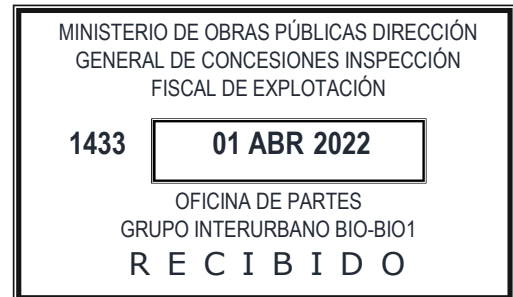 MINISTERIO DE OBRAS PÚBLICAS DIRECCIÓN
GENERAL DE CONCESIONES INSPECCIÓN
FISCAL DE EXPLOTACIÓN
1433 01 ABR 2022
OFICINA DE PARTES
GRUPO INTERURBANO BIO-BIO1
RECIBIDO